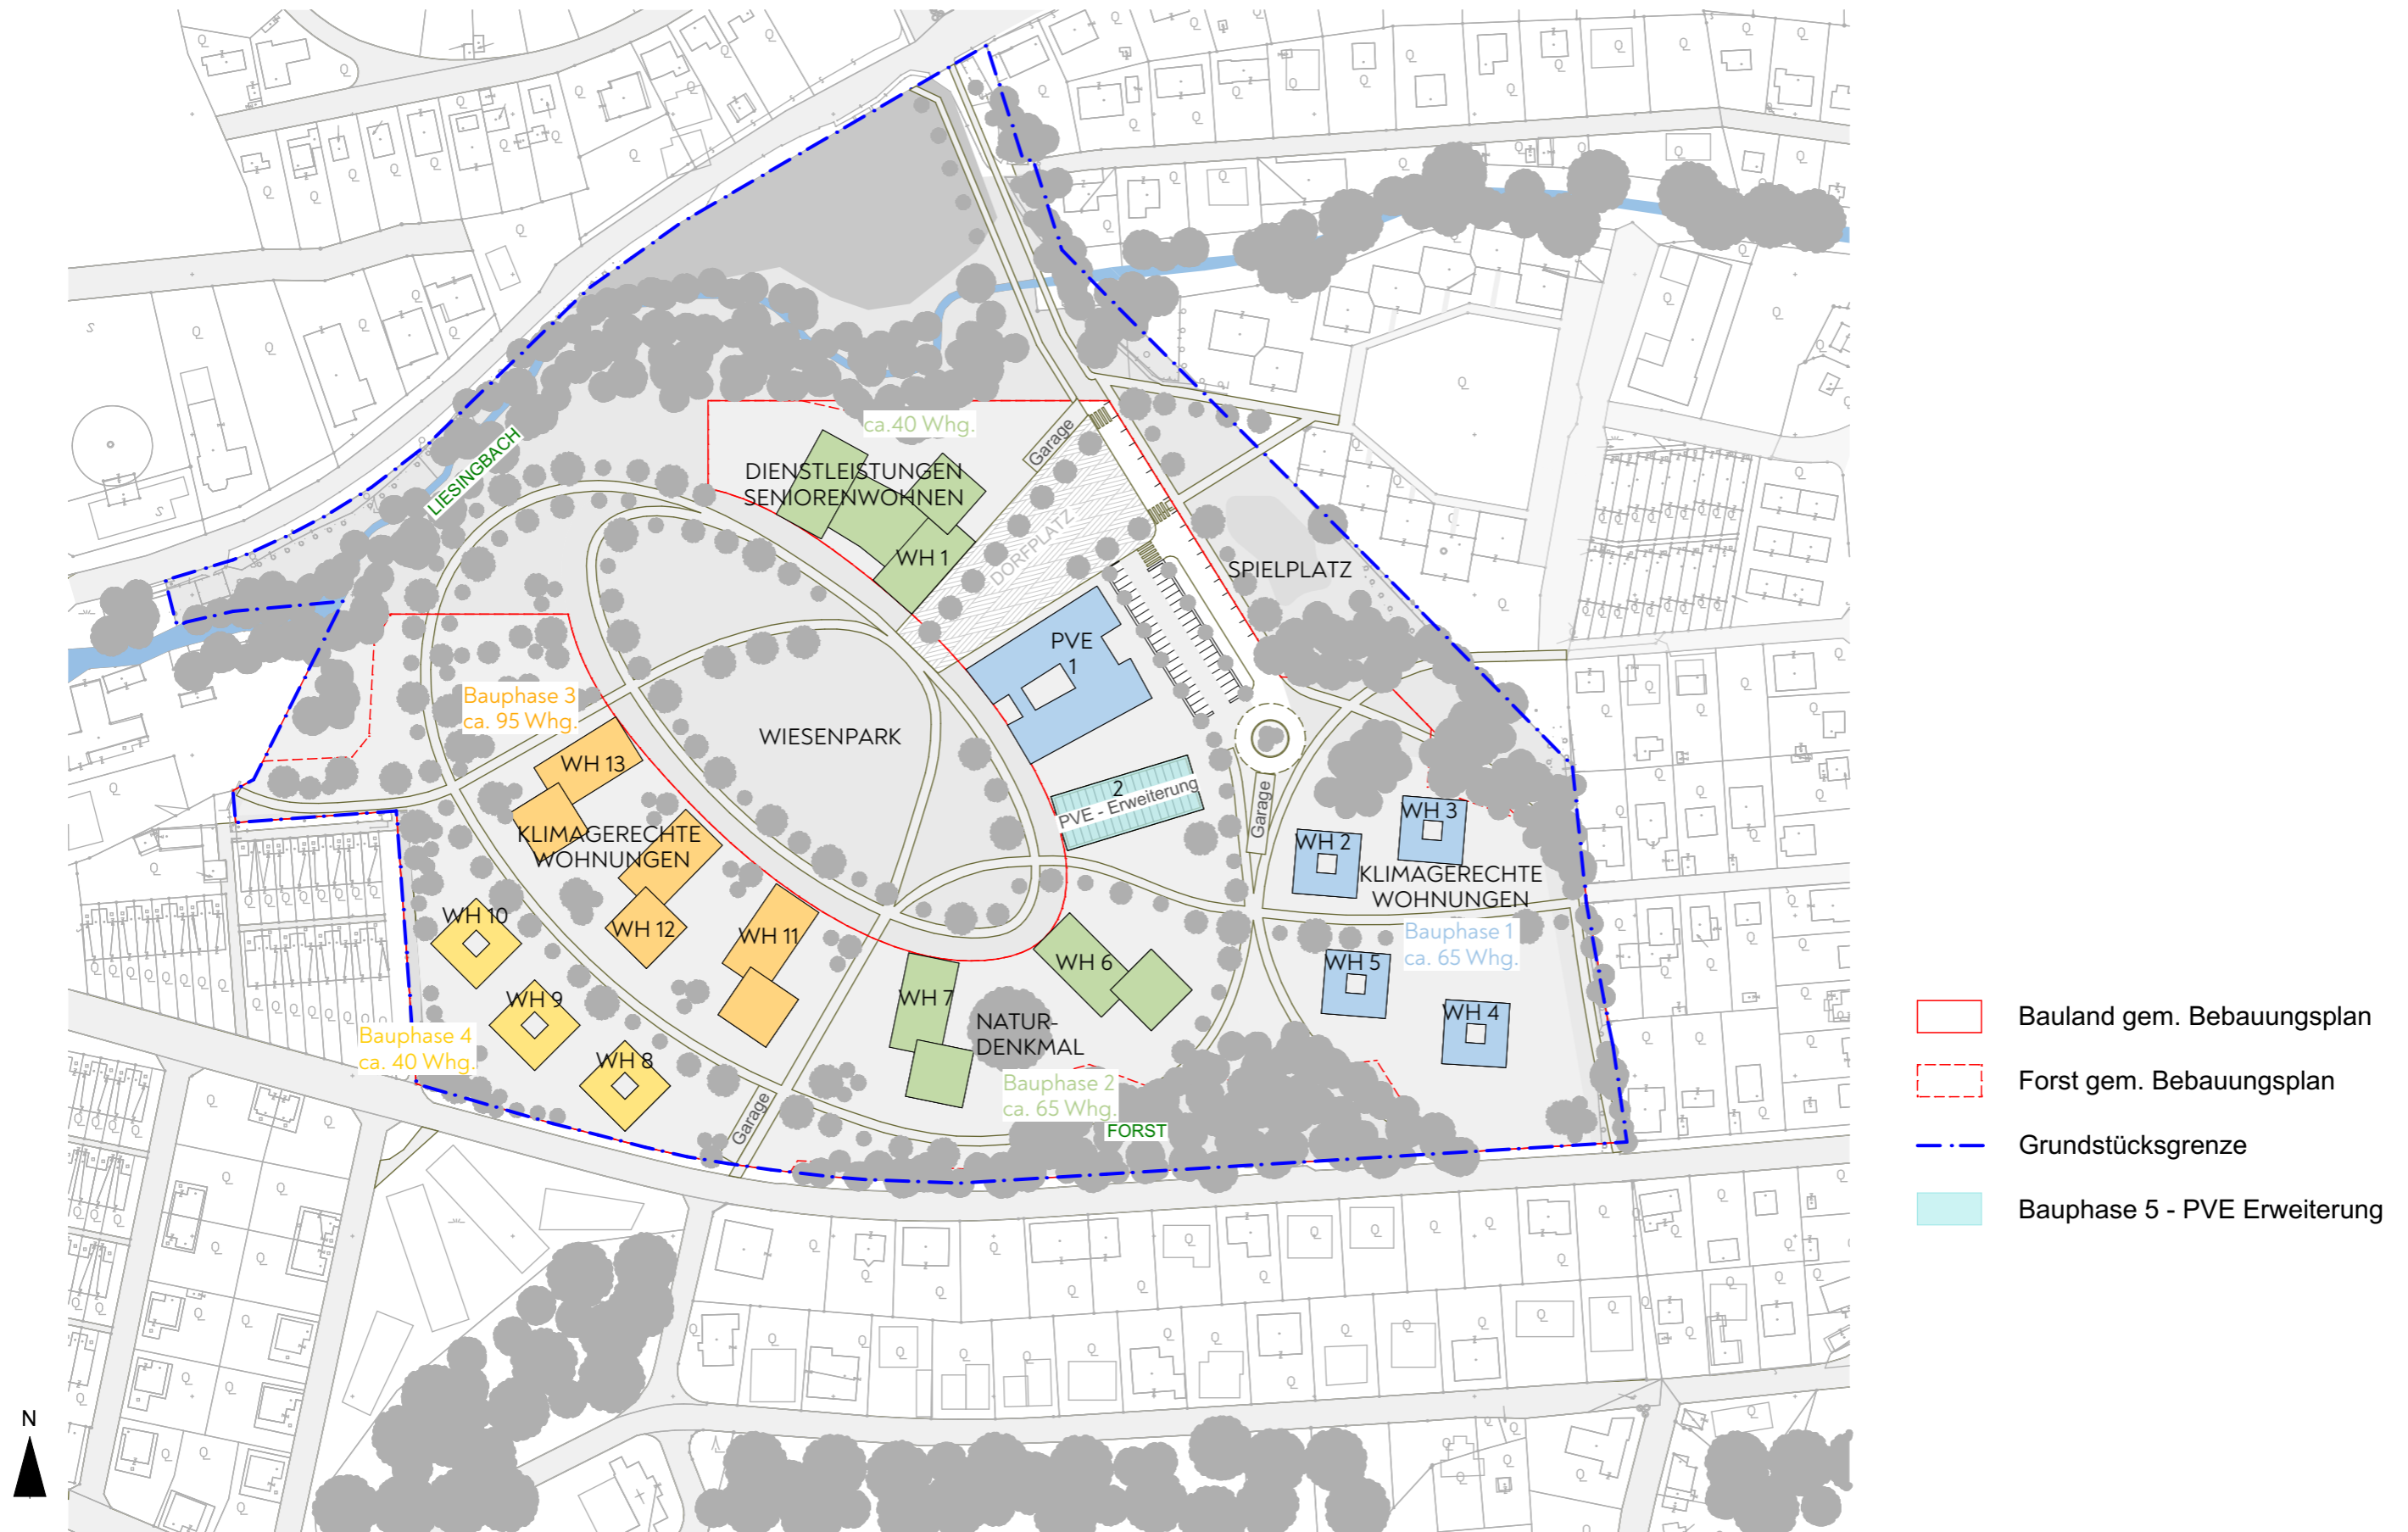 ca.40 Whg.
Garage
LIESINGBACH
DIENSTLEISTUNGEN
SENIORENWOHNEN
WH 1
DORFPLATZ
SPIELPLATZ
PVE
1
Bauphase 3
ca. 95 Whg.
WIESENPARK
WH 13
2
PVE - Erweiterung
Garage
WH 3
WH 2
KLIMAGERECHTE
WOHNUNGEN
KLIMAGERECHTE
WOHNUNGEN
WH 10
WH 12
WH 11
Bauphase 1
ca. 65 Whg.
WH 6
WH 5
WH 9
WH 7
WH 4
NATUR-
DENKMAL
Bauphase 4
ca. 40 Whg.
WH 8
Bauphase 2
ca. 65 Whg.
Garage
FORST
Bauland gem. Bebauungsplan
Forst gem. Bebauungsplan
Grundstücksgrenze
Bauphase 5 - PVE Erweiterung
N